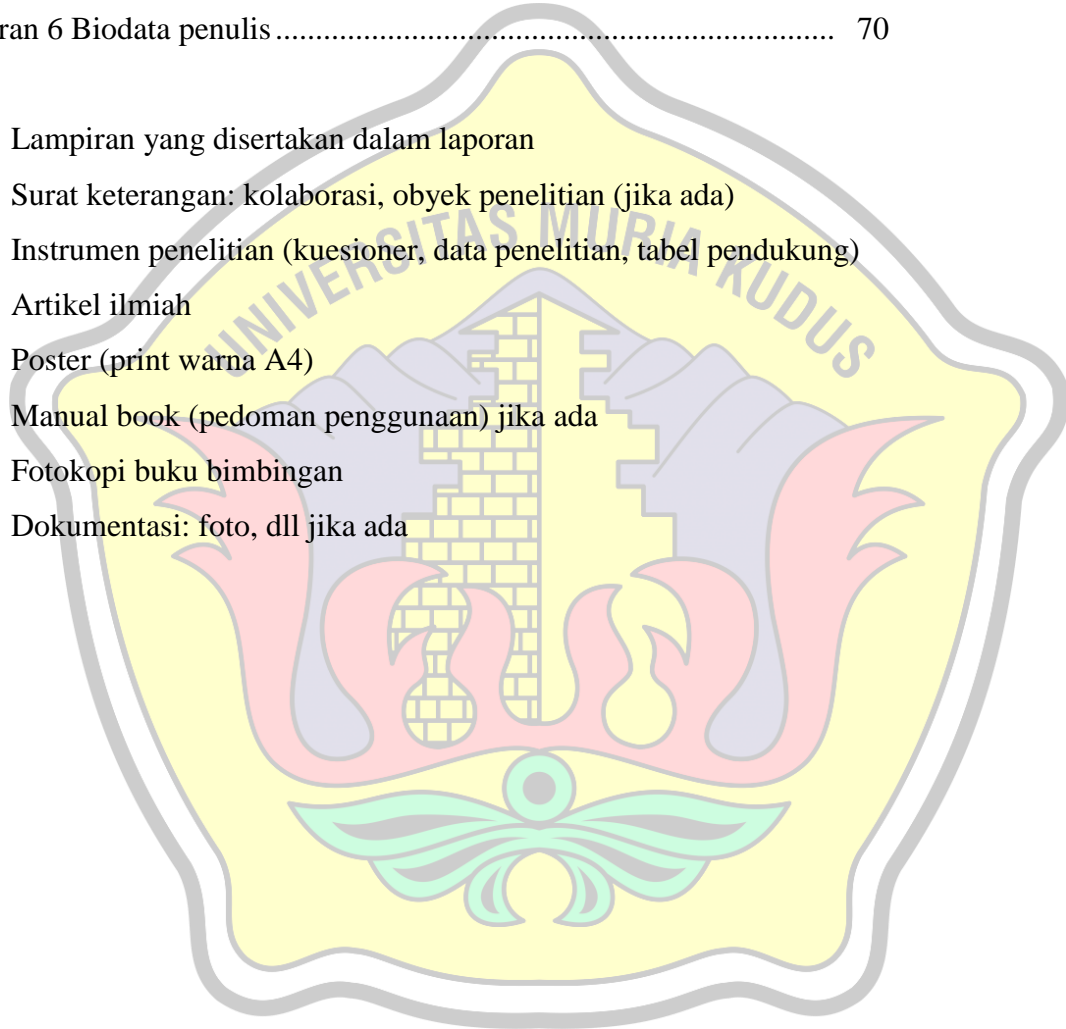 ran 6 Biodata penulis ...................................................................... 70
Lampiran yang disertakan dalam laporan
Surat keterangan: kolaborasi, obyek penelitian (jika ada)
Instrumen penelitian (kuesioner, data penelitian, tabel pendukung)
Artikel ilmiah
Poster (print warna A4)
Manual book (pedoman penggunaan) jika ada
Fotokopi buku bimbingan
Dokumentasi: foto, dll jika ada
UNIVERSITAS MURIA KUDUS